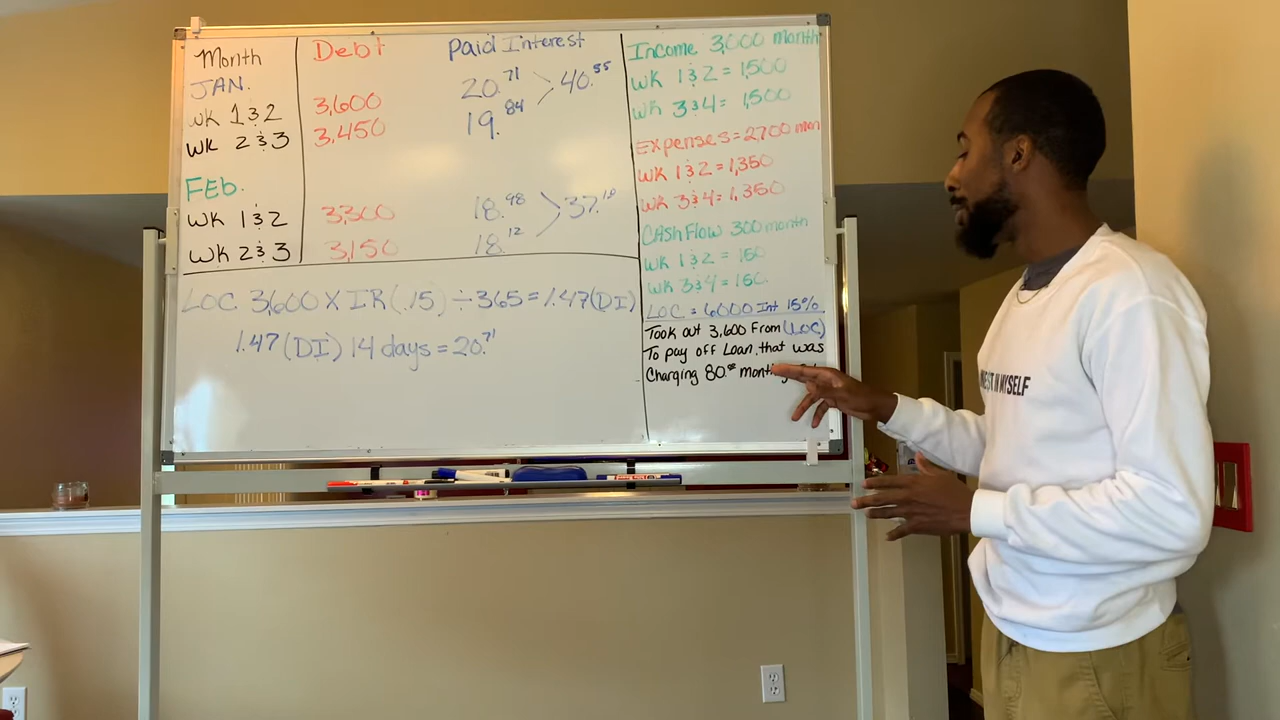 Month Debt Paid Interest
JAN.
WK 1&2 3,600 20.71
40.55
WK 2&3 3,450 19.84
FEb.
WK 1&2 3,300 18.98
37.10
WK 2&3 3,150 18.12
LOC 3,600 X IR (.15) ÷ 365 = 1.47 (DI)
1.47 (DI) 14 days = 20.71
Income 3,000 month
WK 1&2 = 1,500
WK 3&4 = 1,500
Expenses = 2700 mon
WK 1&2 = 1,350
WK 3&4 = 1,350
CAshFlow 300 month
WK 1&2 = 150
WK 3&4 = 150.
LOC = 6000 Int 15%
Took out 3,600 From (LOC)
To pay off Loan, that was
Charging 80.00
MYSELF